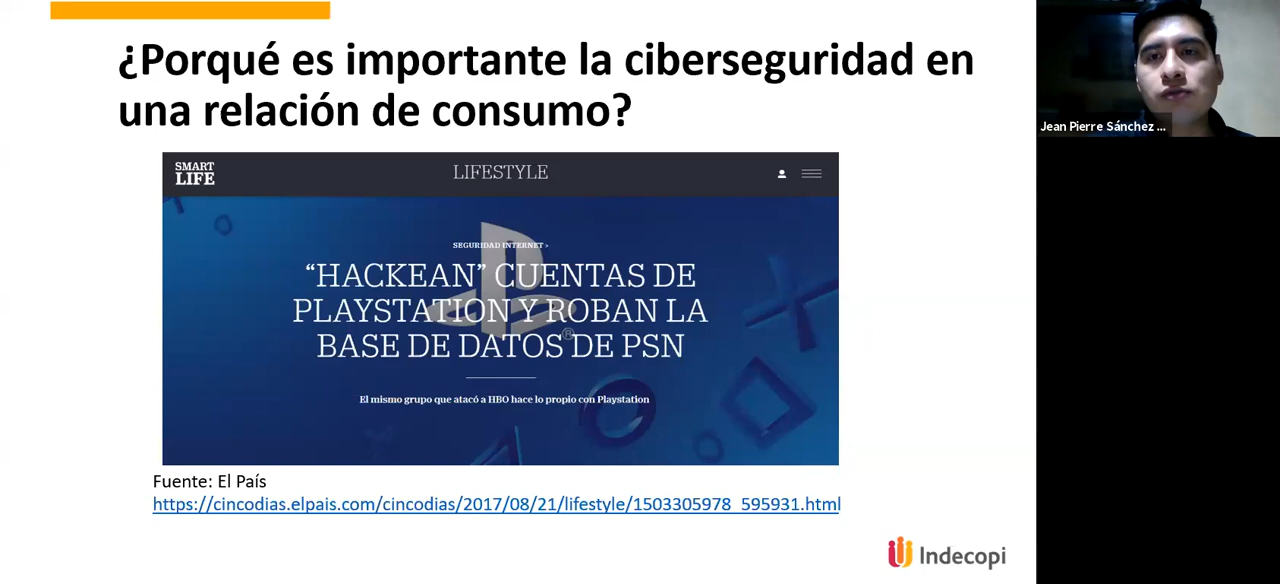 ¿Porqué es importante la ciberseguridad en
una relación de consumo?
SMART
LIFE
LIFESTYLE
SEGURIDAD INTERNET >
“HACKEAN” CUENTAS DE
PLAYSTATION Y ROBAN LA
BASE DE DATOS DE PSN
El mismo grupo que atacó a HBO hace lo propio con Playstation
Fuente: El País
https://cincodias.elpais.com/cincodias/2017/08/21/lifestyle/1503305978_595931.html
Indecopi
Jean Pierre Sánchez ...